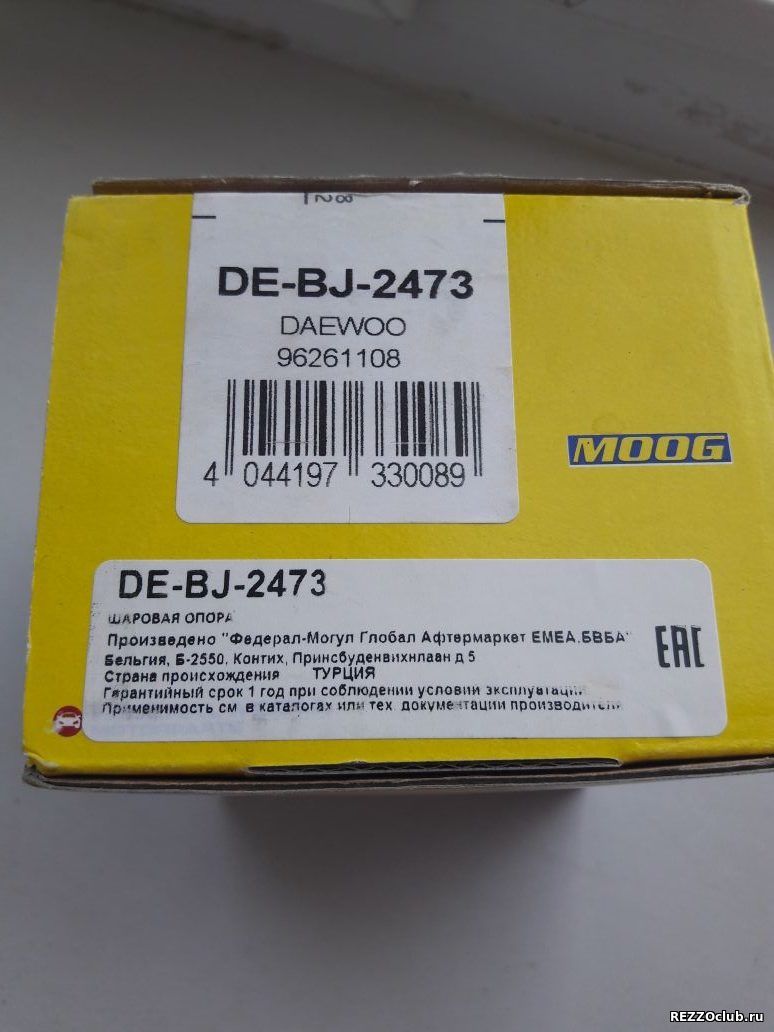 DE-BJ-2473
DAEWOO
96261108
4 044197 330089
MOOG
DE-BJ-2473
ШАРОВАЯ ОПОРА
Произведено "Федерал-Могул Глобал Афтермаркет ЕМЕА.БВБА"
Бельгия, Б-2550, Контих, Принсбуденвихнлаан д 5
Страна происхождения ТУРЦИЯ
Гарантийный срок 1 год при соблюдении условий эксплуатации
Применимость см. в каталогах или тех. документации производителя
EAC
REZZOclub.ru